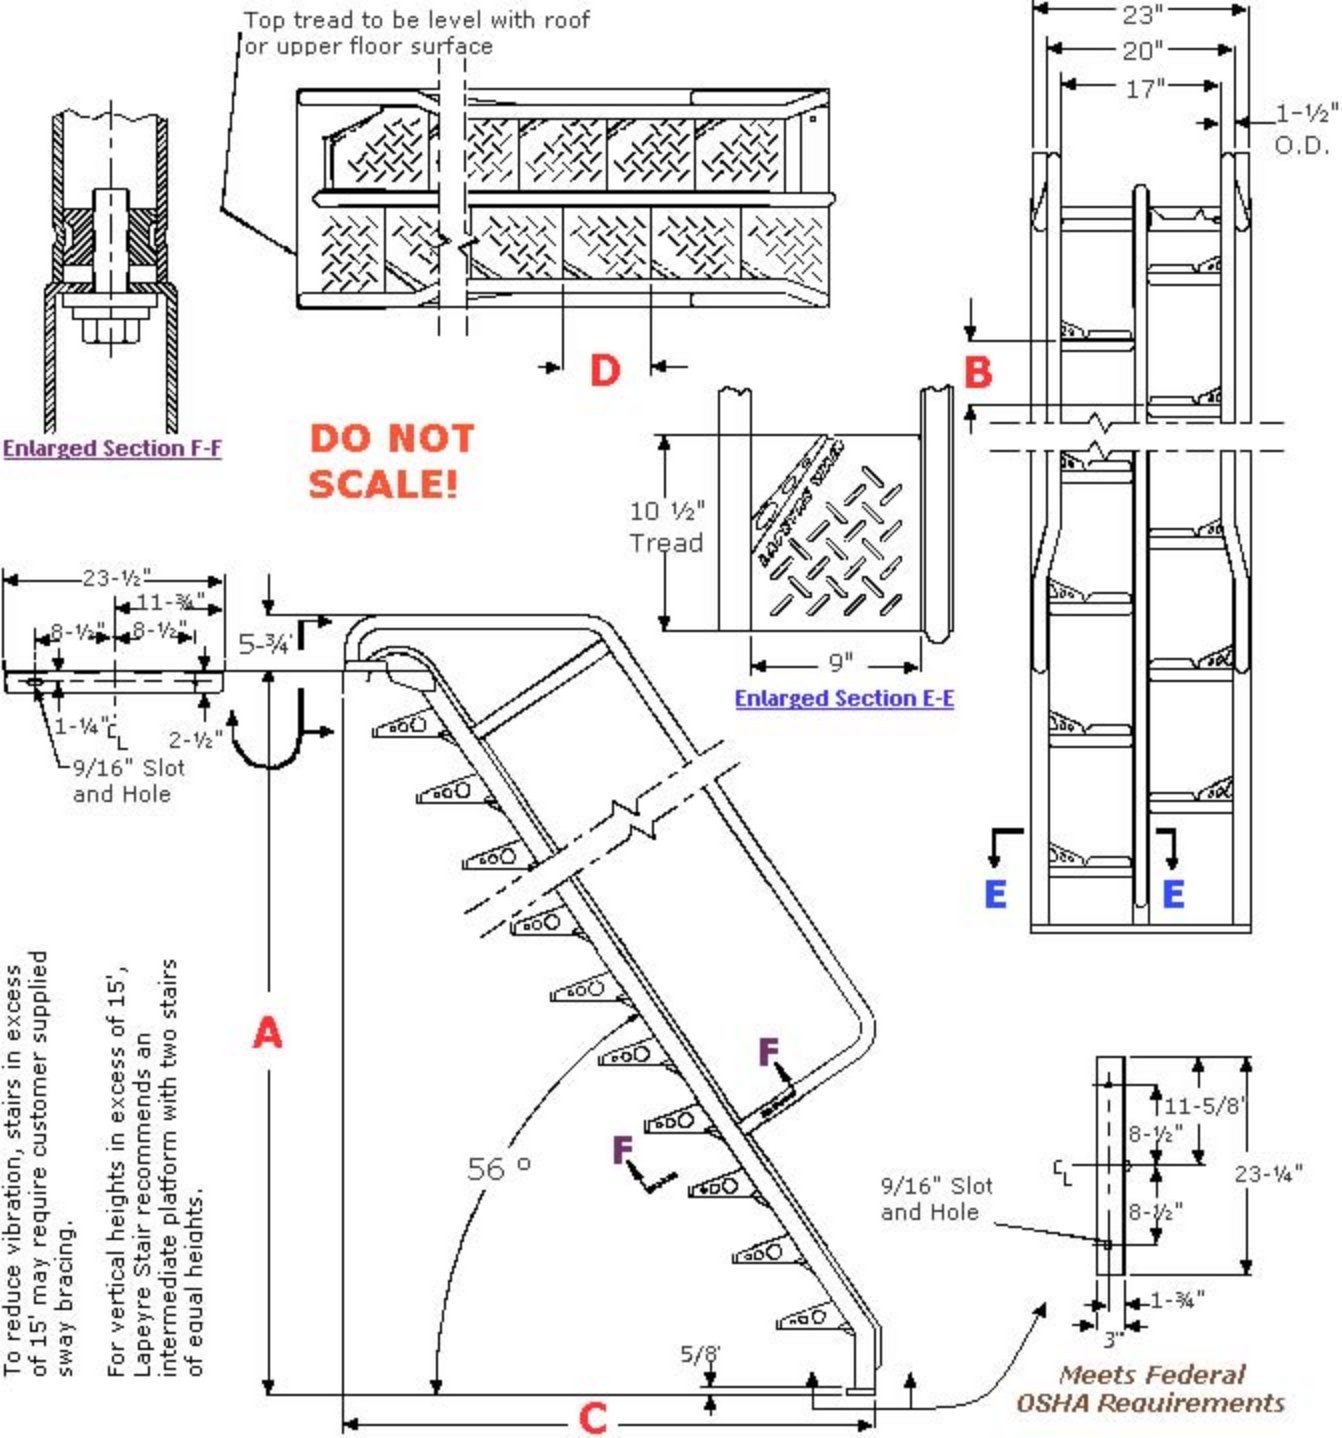 Top tread to be level with roof
or upper floor surface
23"
20"
17"
1-½"
O.D.
B
D
Enlarged Section F-F
DO NOT
SCALE!
10 ½"
Tread
9"
Enlarged Section E-E
23-½"
11-¾"
8-½" 8-½"
5-¾'
1-¼"
CL
2-½"
9/16" Slot
and Hole
E E
A
To reduce vibration, stairs in excess
of 15' may require customer supplied
sway bracing.
For vertical heights in excess of 15',
Lapeyre Stair recommends an
intermediate platform with two stairs
of equal heights.
56 º
F
F
11-5/8'
8-½"
CL
23-¼"
8-½"
9/16" Slot
and Hole
1-¾"
3"
5/8'
C
Meets Federal
OSHA Requirements